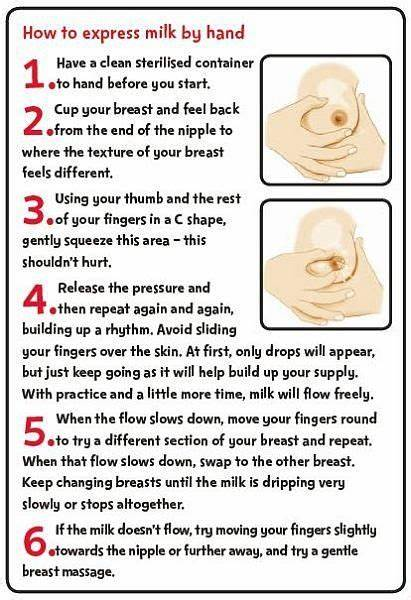 How to express milk by hand
1. Have a clean sterilised container
to hand before you start.
2. Cup your breast and feel back
from the end of the nipple to
where the texture of your breast
feels different.
3. Using your thumb and the rest
of your fingers in a C shape,
gently squeeze this area – this
shouldn't hurt.
4. Release the pressure and
then repeat again and again,
building up a rhythm. Avoid sliding
your fingers over the skin. At first, only drops will appear,
but just keep going as it will help build up your supply.
With practice and a little more time, milk will flow freely.
5. When the flow slows down, move your fingers round
to try a different section of your breast and repeat.
When that flow slows down, swap to the other breast.
Keep changing breasts until the milk is dripping very
slowly or stops altogether.
6. If the milk doesn't flow, try moving your fingers slightly
towards the nipple or further away, and try a gentle
breast massage.